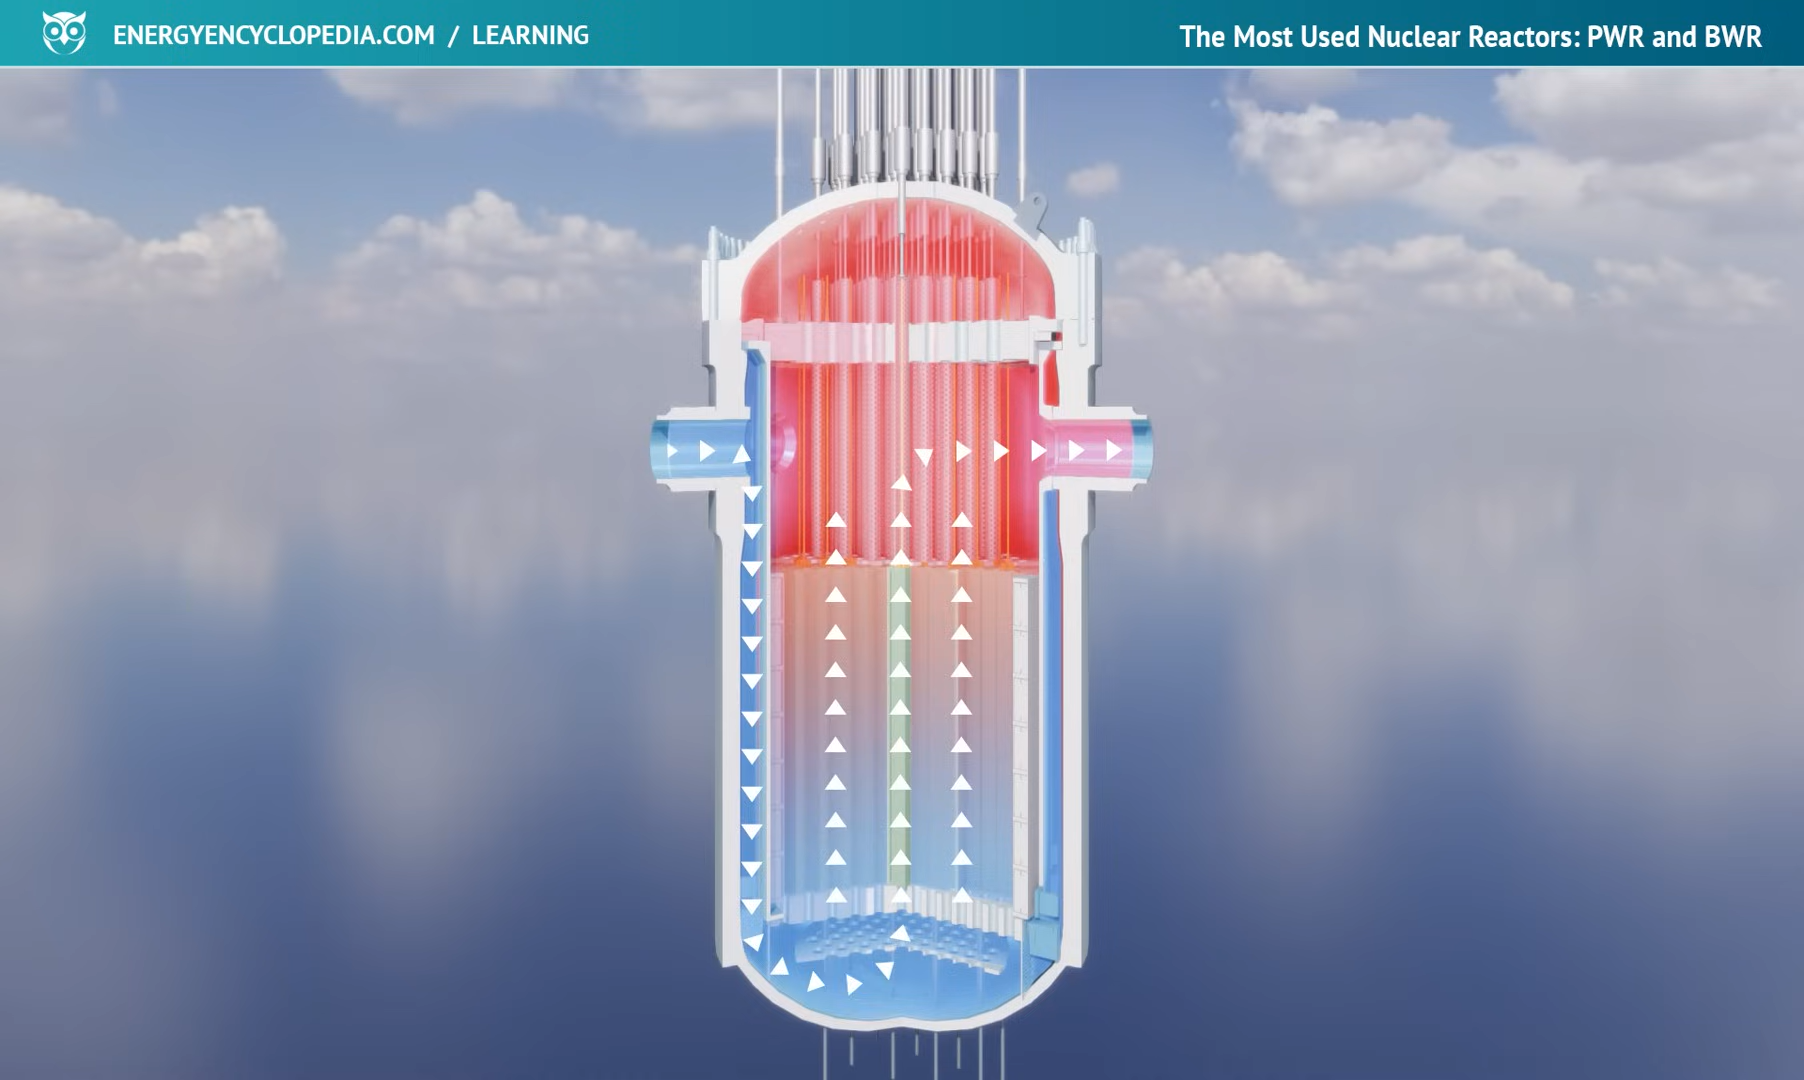 ENERGYENCYCLOPEDIA.COM / LEARNING
The Most Used Nuclear Reactors: PWR and BWR